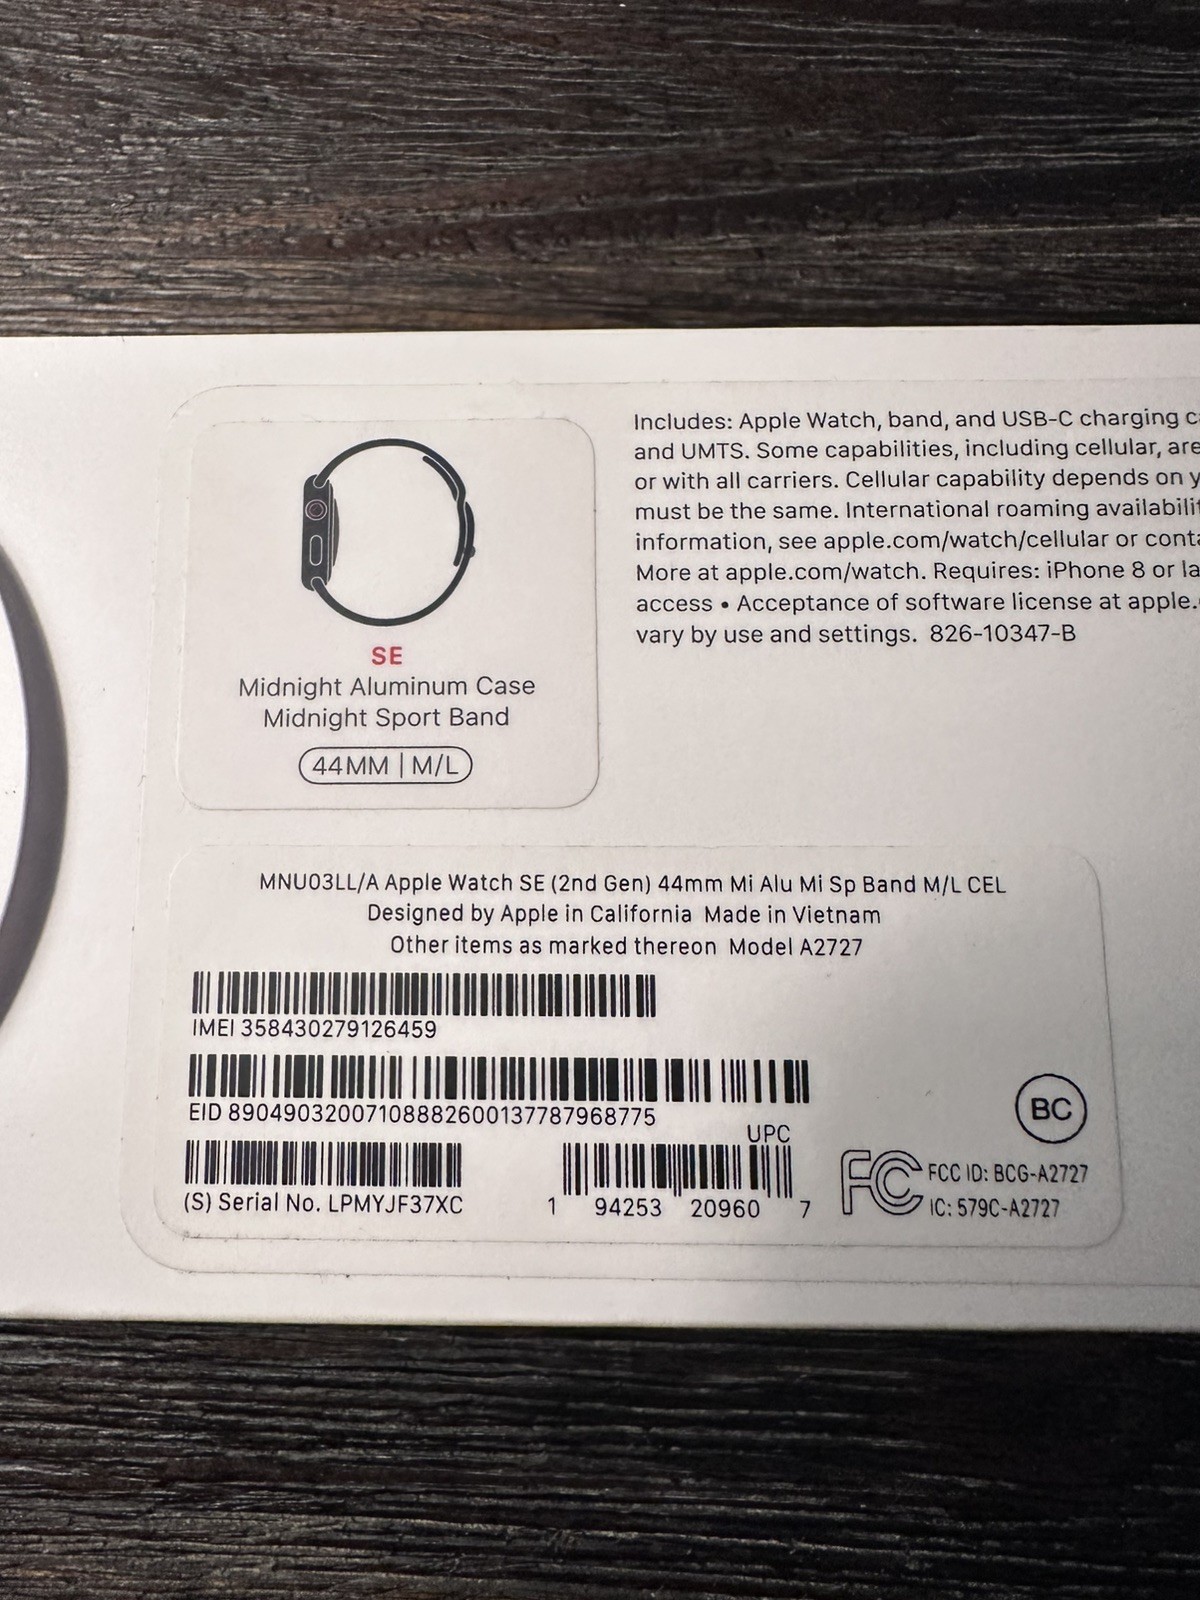 Includes: Apple Watch, band, and USB-C charging
and UMTS. Some capabilities, including cellular, are
or with all carriers. Cellular capability depends on
must be the same. International roaming
information, see apple.com/watch/cellular or
More at apple.com/watch. Requires: iPhone 8 or
access • Acceptance of software license at
vary by use and settings. 826-10347-B
SE
Midnight Aluminum Case
Midnight Sport Band
44MM | M/L
MNU03LL/A Apple Watch SE (2nd Gen) 44mm Mi Alu Mi Sp Band M/L CEL
Designed by Apple in California Made in Vietnam
Other items as marked thereon Model A2727
IMEI 358430279126459
EID 89049032007108882600137787968775
UPC
(S) Serial No. LPMYJF37XC
1 94253 20960 7
BC
FC
FCC ID: BCG-A2727
IC: 579C-A2727